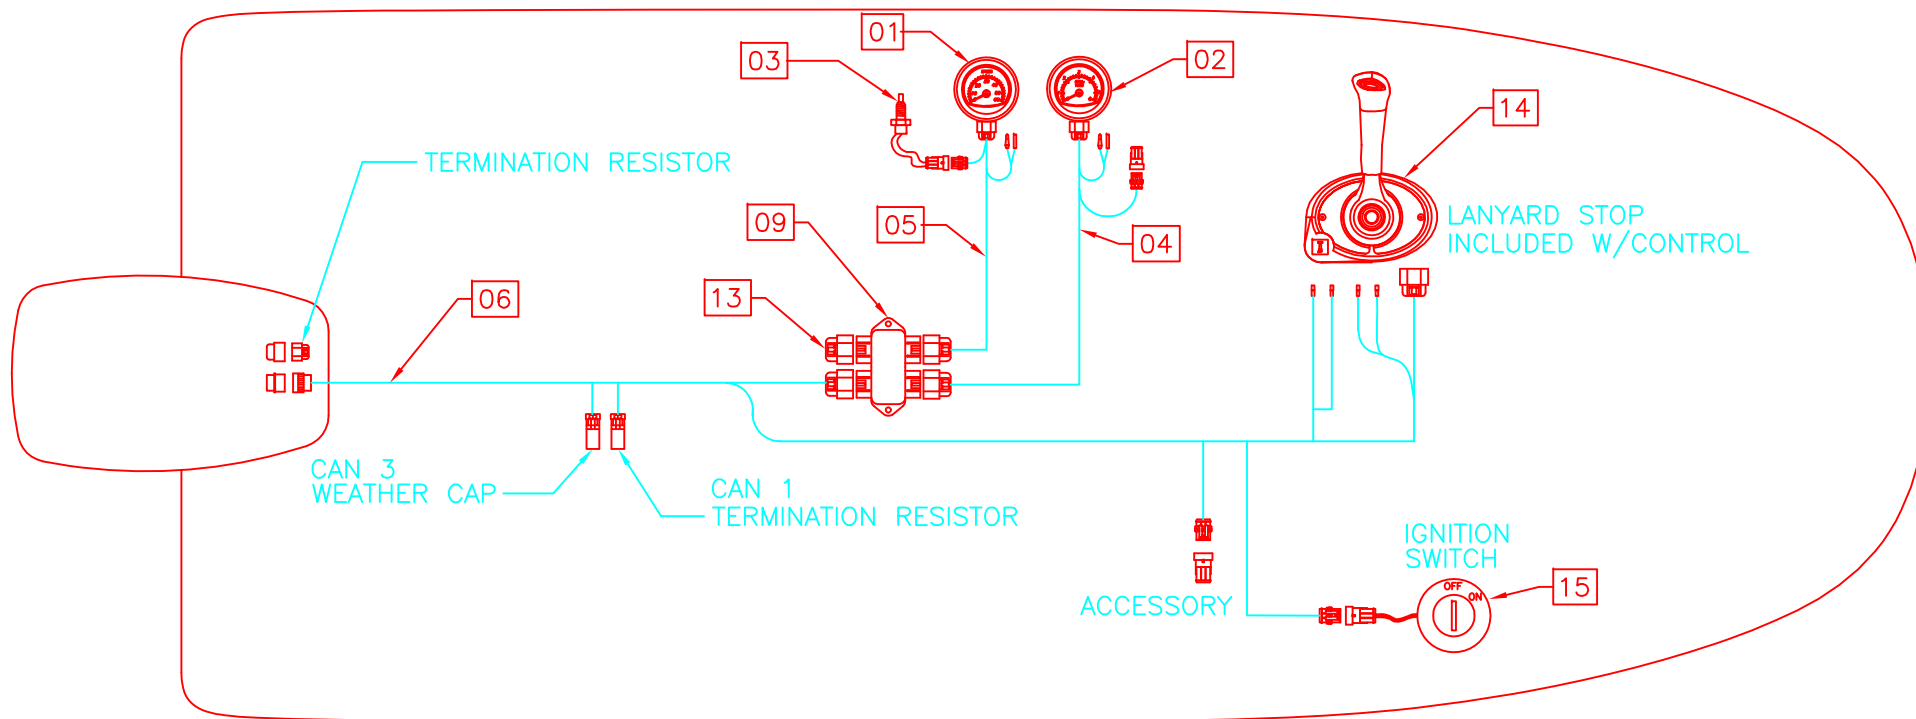 01
03
02
14
TERMINATION RESISTOR
09
05
04
LANYARD STOP
INCLUDED W/CONTROL
06
13
CAN 3
WEATHER CAP
CAN 1
TERMINATION RESISTOR
IGNITION
SWITCH
OFF
ON
15
ACCESSORY